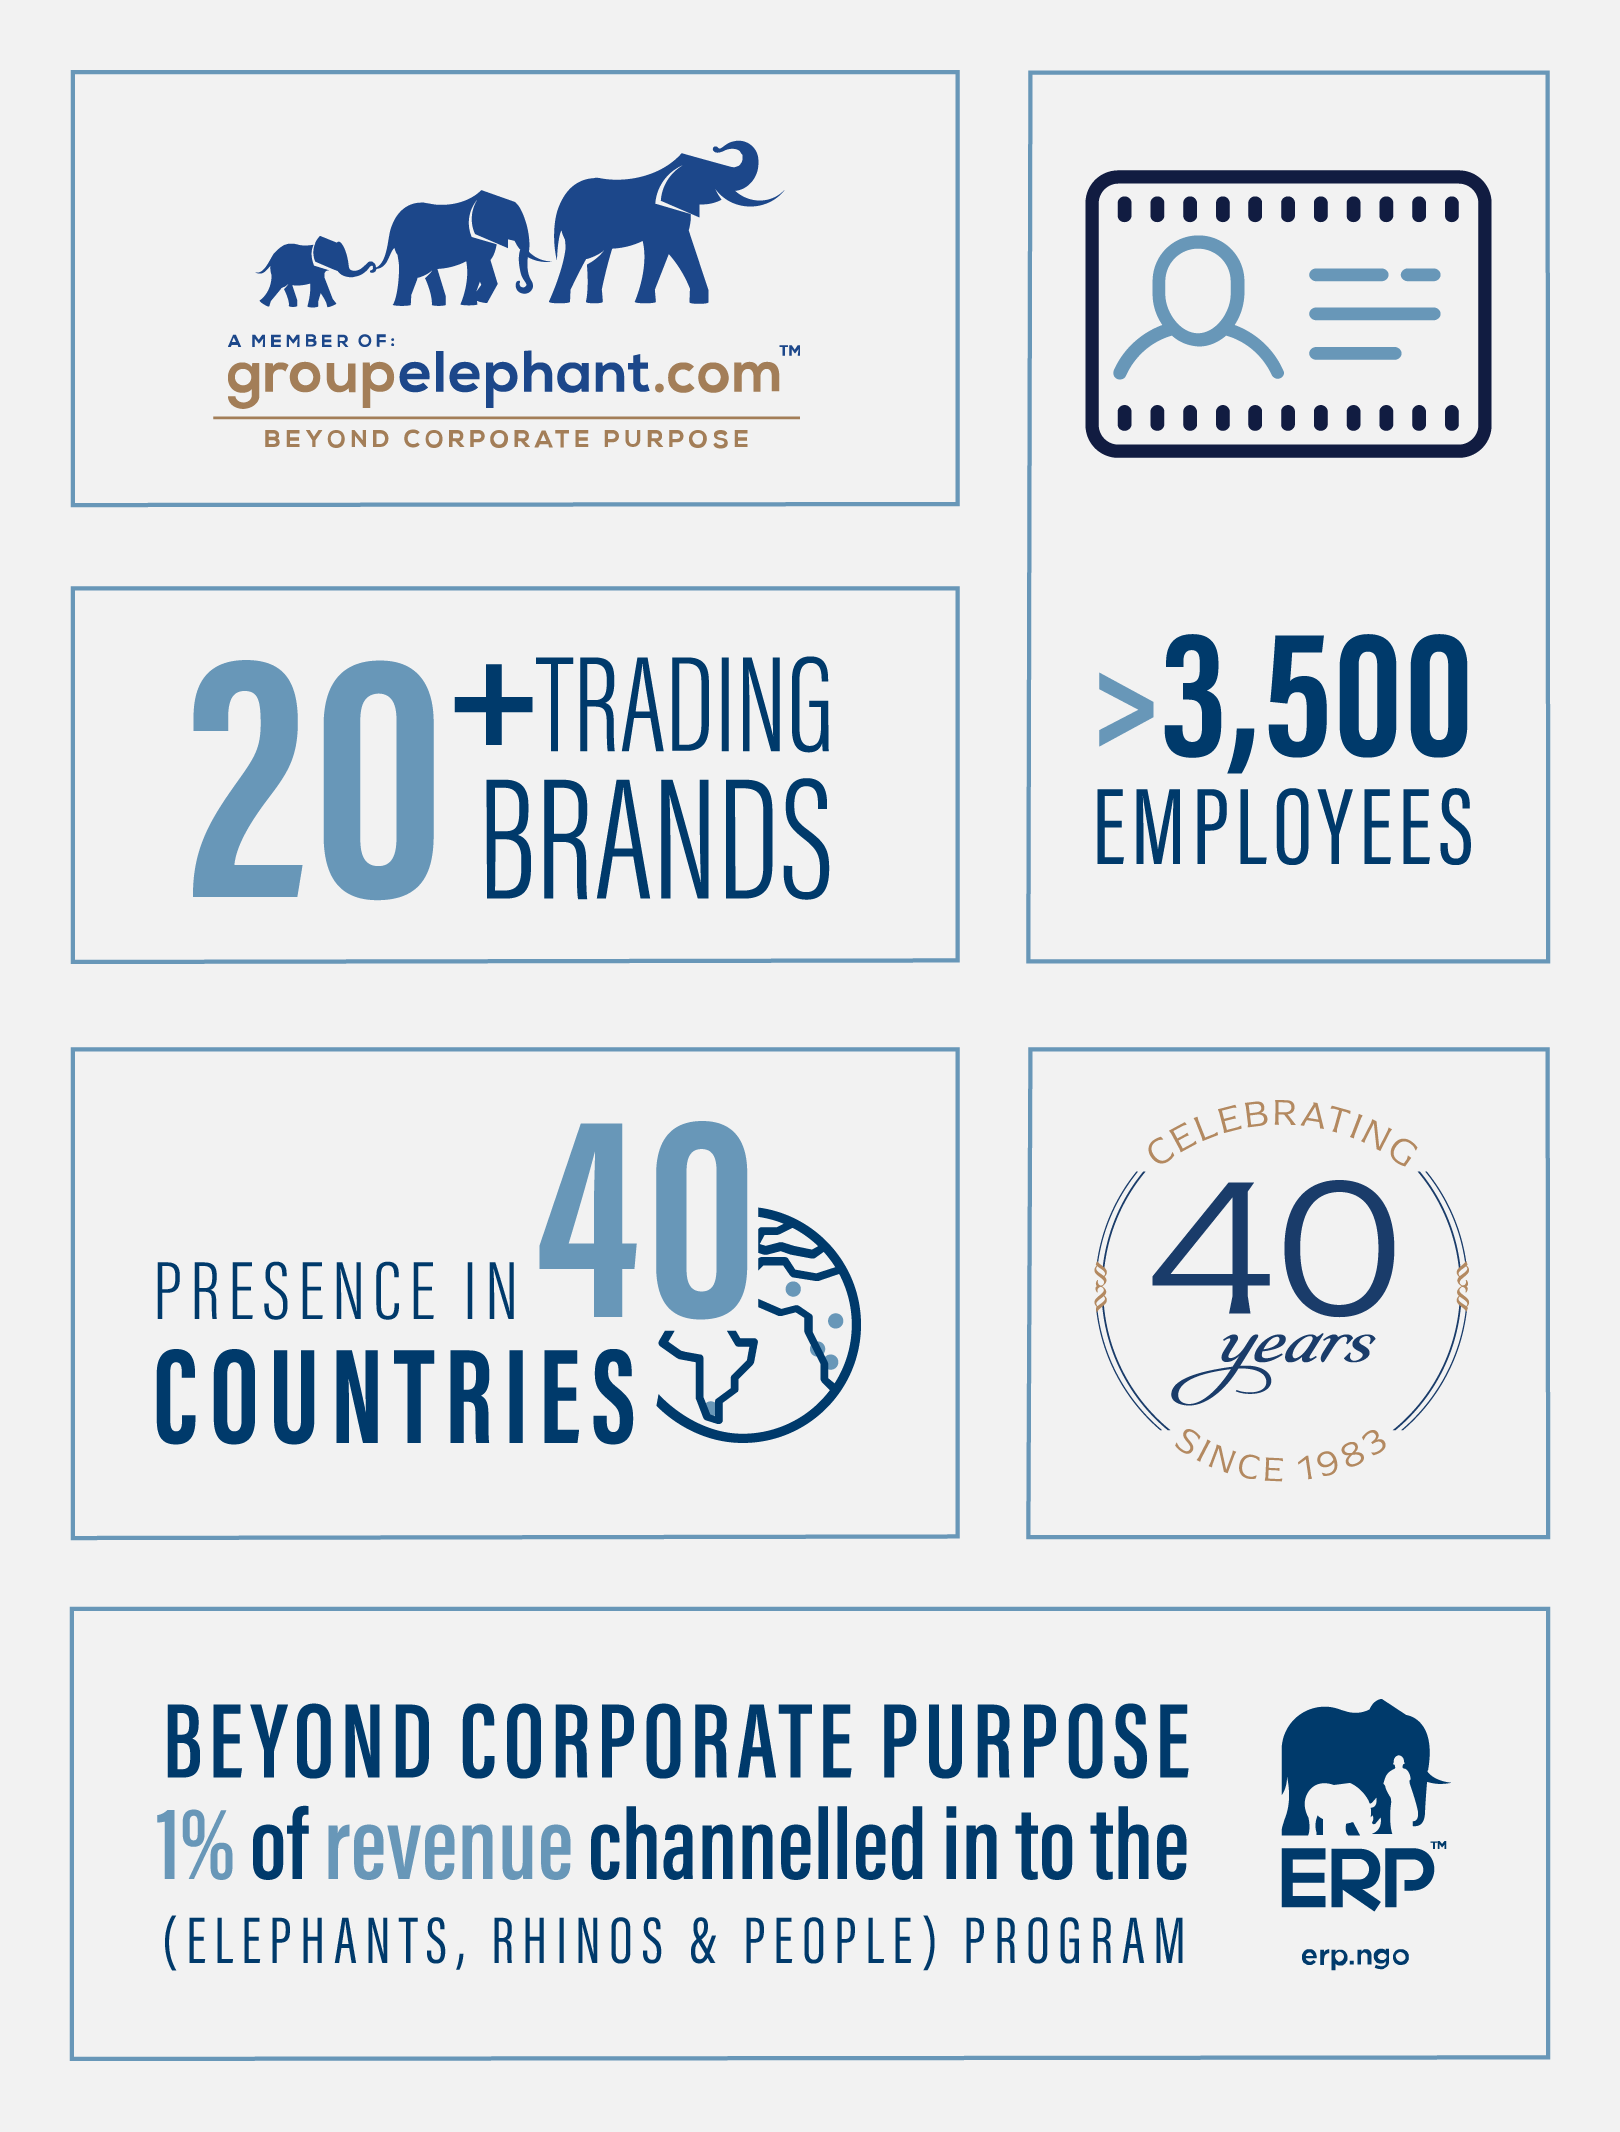 A MEMBER OF:
groupelephant.com™
BEYOND CORPORATE PURPOSE
>3,500
EMPLOYEES
20+ TRADING
BRANDS
PRESENCE IN 40
COUNTRIES
CELEBRATING
40
years
SINCE 1983
BEYOND CORPORATE PURPOSE
1% of revenue channelled in to the
(ELEPHANTS, RHINOS & PEOPLE) PROGRAM
ERP™
erp.ngo